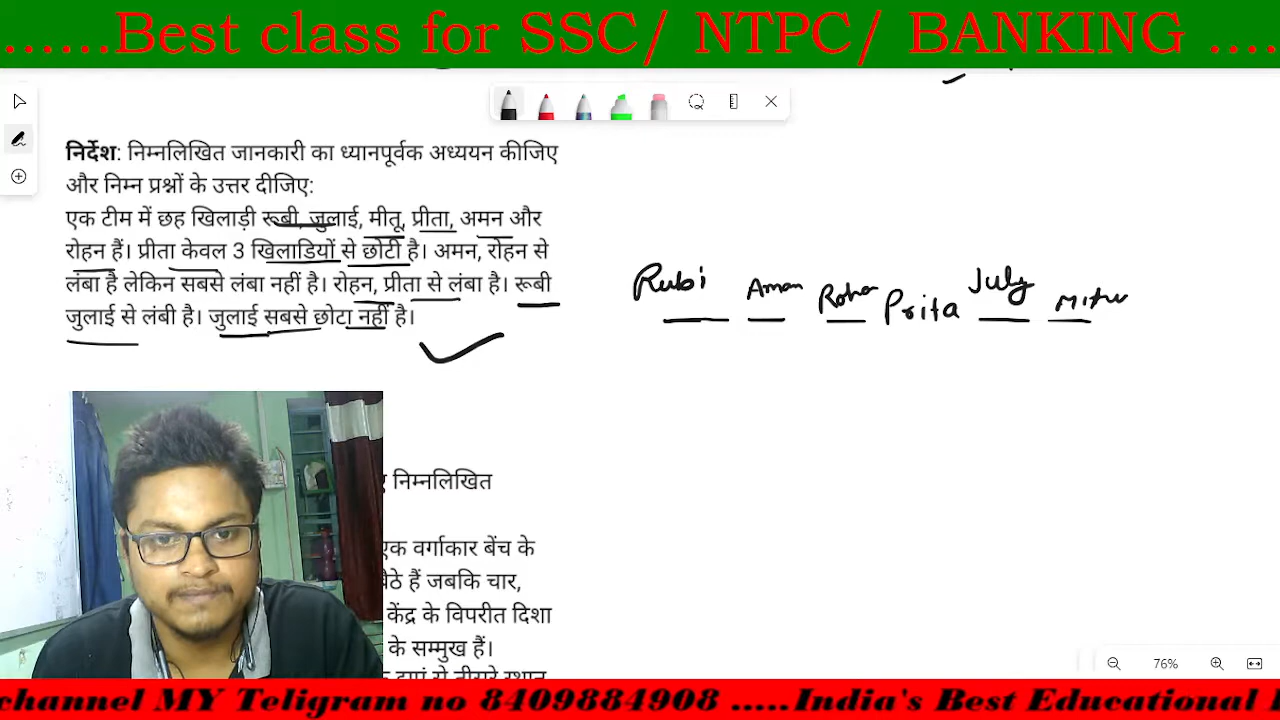 ......Best class for SSC/ NTPC/ BANKING ....
निर्देश: निम्नलिखित जानकारी का ध्यानपूर्वक अध्ययन कीजिए
और निम्न प्रश्नों के उत्तर दीजिए:
एक टीम में छह खिलाड़ी रूबी, जुलाई, मीतू, प्रीता, अमन और
रोहन हैं। प्रीता केवल 3 खिलाडियों से छोटी है। अमन, रोहन से
लंबा है लेकिन सबसे लंबा नहीं है। रोहन, प्रीता से लंबा है। रूबी
जुलाई से लंबी है। जुलाई सबसे छोटा नहीं है।
Rubi Aman Rohan Prita July Mitu
निम्नलिखित
एक वर्गाकार बेंच के
बैठे हैं जबकि चार,
केंद्र के विपरीत दिशा
के सम्मुख हैं।
76%
channel MY Teligram no 8409884908 .....India's Best Educational